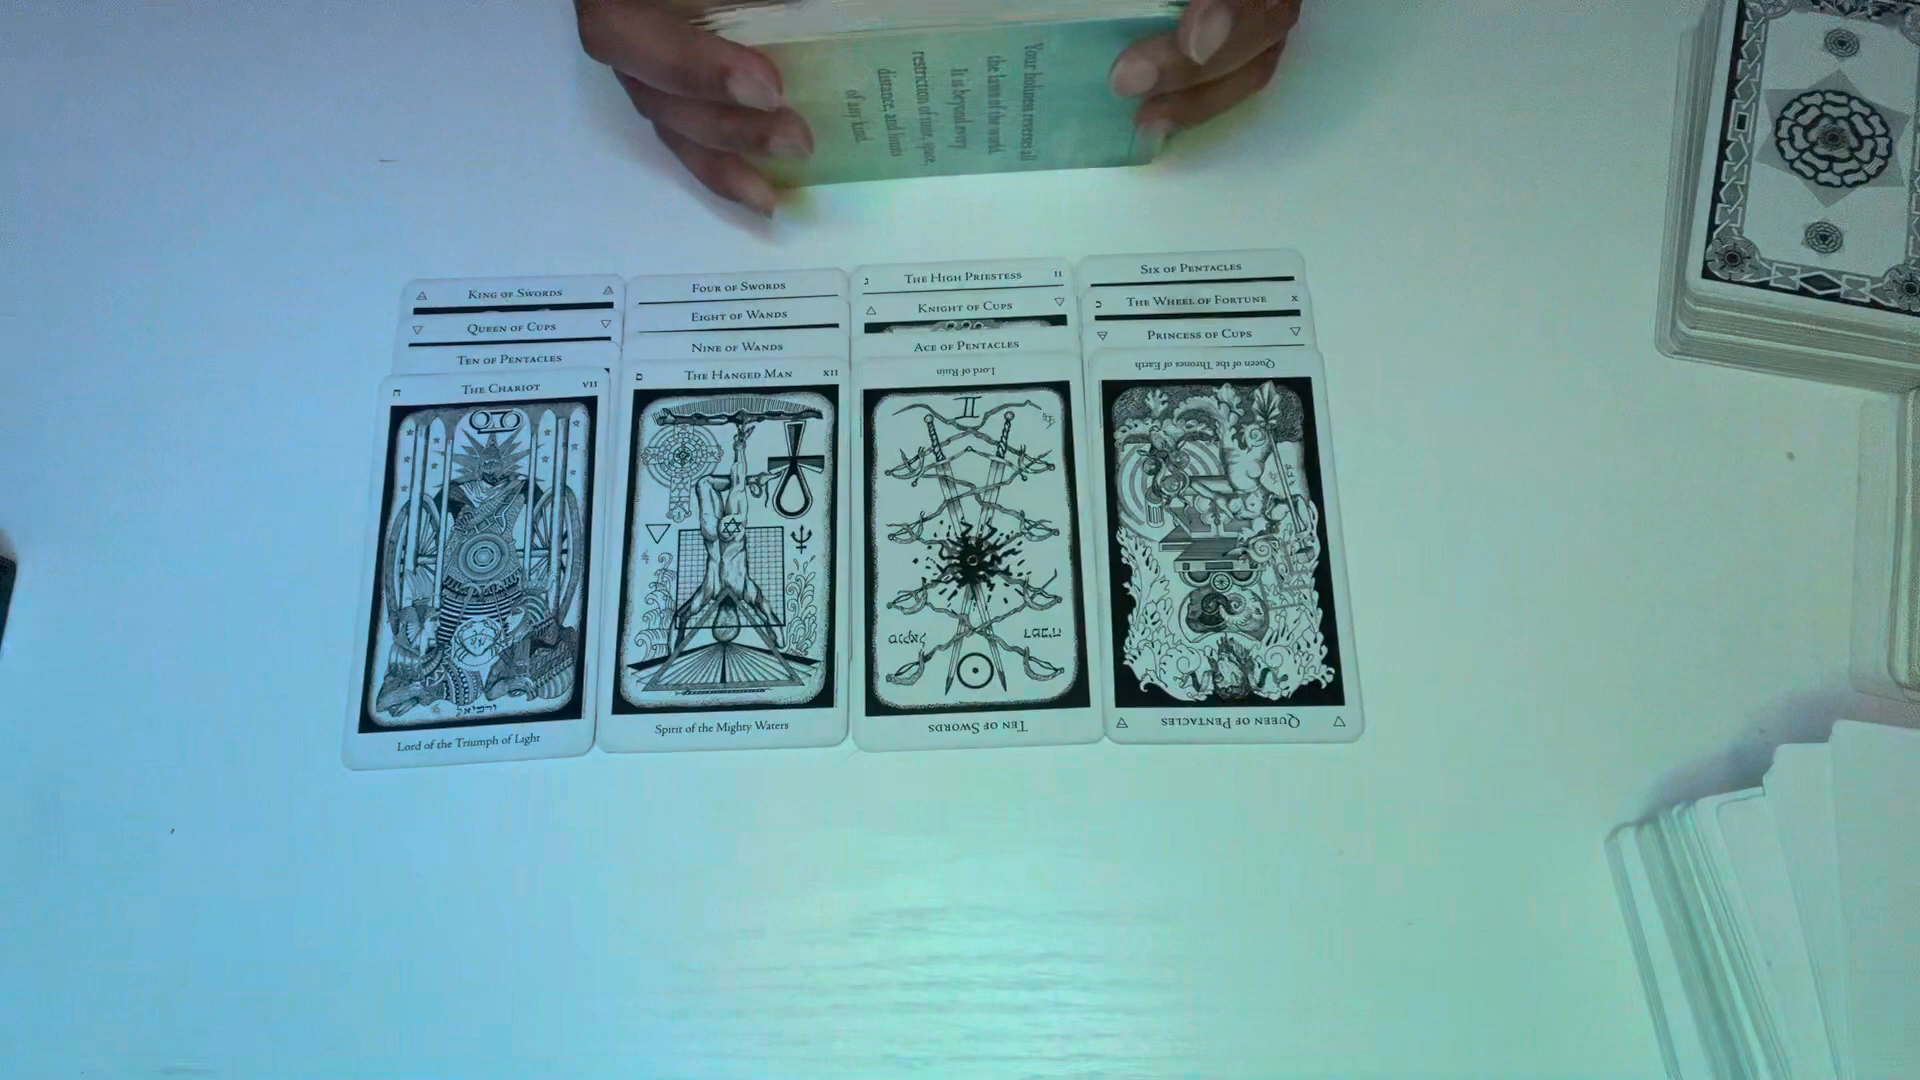 Your holiness reverses all
the laws of the world.
It is beyond every
restriction of time, space,
distance, and limits
of any kind.
King of Swords
Queen of Cups
Ten of Pentacles
The Chariot VII
ח
ורכיאל
Lord of the Triumph of Light
Four of Swords
Eight of Wands
Nine of Wands
מ The Hanged Man XII
Spirit of the Mighty Waters
ג The High Priestess II
Knight of Cups
Ace of Pentacles
Lord of Ruin
II
Ten of Swords
Six of Pentacles
כ The Wheel of Fortune X
Princess of Cups
Queen of the Thrones of Earth
Queen of Pentacles